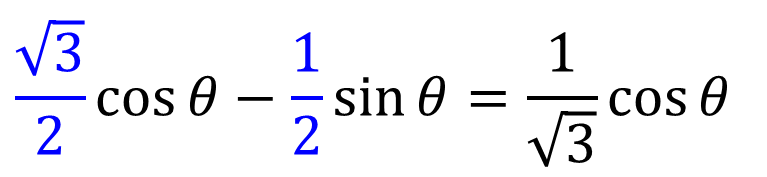 √3/2 cos θ − 1/2 sin θ = 1/√3 cos θ